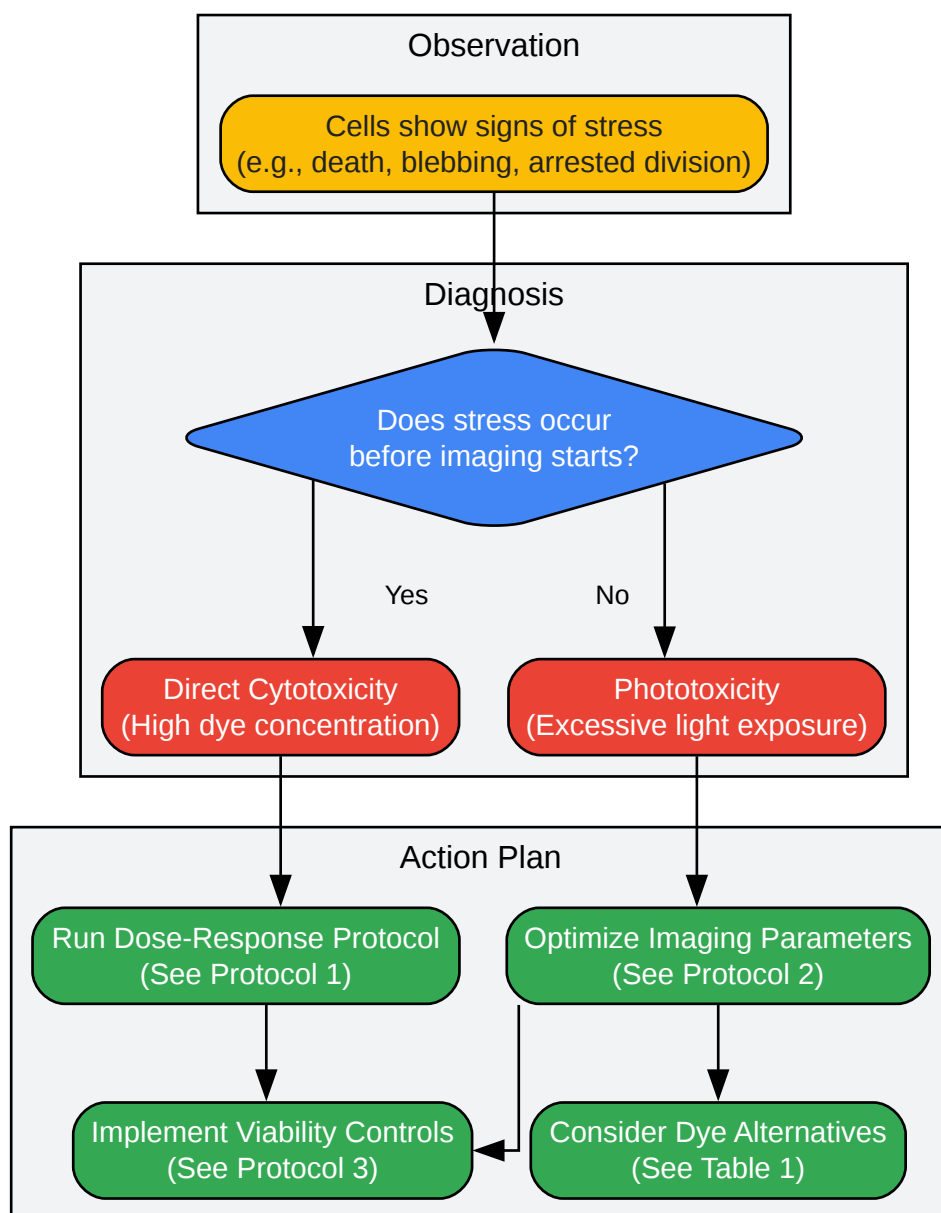 Observation
Cells show signs of stress
(e.g., death, blebbing, arrested division)
Diagnosis
Does stress occur
before imaging starts?
Yes
No
Direct Cytotoxicity
(High dye concentration)
Phototoxicity
(Excessive light exposure)
Action Plan
Run Dose-Response Protocol
(See Protocol 1)
Optimize Imaging Parameters
(See Protocol 2)
Implement Viability Controls
(See Protocol 3)
Consider Dye Alternatives
(See Table 1)